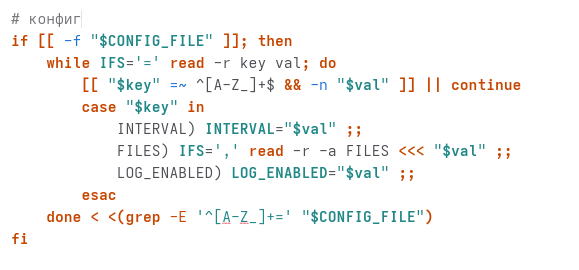 # конфиг
if [[ -f "$CONFIG_FILE" ]]; then
    while IFS='=' read -r key val; do
        [[ "$key" =~ ^[A-Z_]+$ && -n "$val" ]] || continue
        case "$key" in
            INTERVAL) INTERVAL="$val" ;;
            FILES) IFS=',' read -r -a FILES <<< "$val" ;;
            LOG_ENABLED) LOG_ENABLED="$val" ;;
        esac
    done < <(grep -E '^[A-Z_]+=' "$CONFIG_FILE")
fi